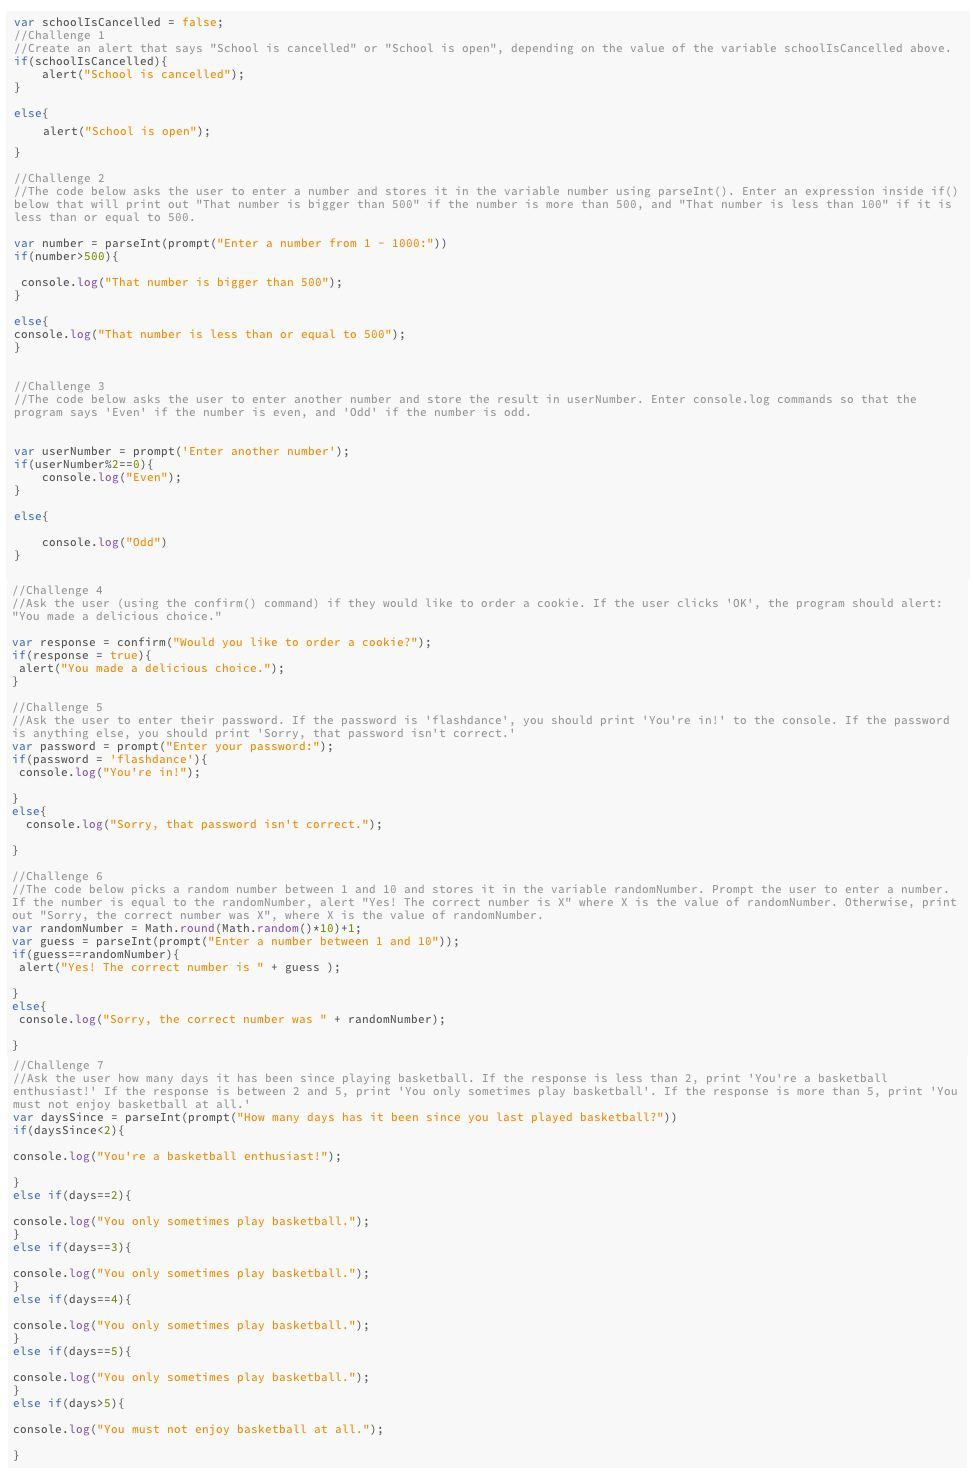 var schoolIsCancelled = false;
//Challenge 1
//Create an alert that says "School is cancelled" or "School is open", depending on the value of the variable schoolIsCancelled above.
if(schoolIsCancelled){
    alert("School is cancelled");
}
else{
    alert("School is open");
}
//Challenge 2
//The code below asks the user to enter a number and stores it in the variable number using parseInt(). Enter an expression inside if()
below that will print out "That number is bigger than 500" if the number is more than 500, and "That number is less than 100" if it is
less than or equal to 500.
var number = parseInt(prompt("Enter a number from 1 - 1000:"))
if(number>500){
 console.log("That number is bigger than 500");
}
else{
console.log("That number is less than or equal to 500");
}
//Challenge 3
//The code below asks the user to enter another number and store the result in userNumber. Enter console.log commands so that the
program says 'Even' if the number is even, and 'Odd' if the number is odd.
var userNumber = prompt('Enter another number');
if(userNumber%2==0){
    console.log("Even");
}
else{
    console.log("Odd")
}
//Challenge 4
//Ask the user (using the confirm() command) if they would like to order a cookie. If the user clicks 'OK', the program should alert:
"You made a delicious choice."
var response = confirm("Would you like to order a cookie?");
if(response = true){
 alert("You made a delicious choice.");
}
//Challenge 5
//Ask the user to enter their password. If the password is 'flashdance', you should print 'You're in!' to the console. If the password
is anything else, you should print 'Sorry, that password isn't correct.'
var password = prompt("Enter your password:");
if(password = 'flashdance'){
 console.log("You're in!");
}
else{
  console.log("Sorry, that password isn't correct.");
}
//Challenge 6
//The code below picks a random number between 1 and 10 and stores it in the variable randomNumber. Prompt the user to enter a number.
If the number is equal to the randomNumber, alert "Yes! The correct number is X" where X is the value of randomNumber. Otherwise, print
out "Sorry, the correct number was X", where X is the value of randomNumber.
var randomNumber = Math.round(Math.random()*10)+1;
var guess = parseInt(prompt("Enter a number between 1 and 10"));
if(guess==randomNumber){
 alert("Yes! The correct number is " + guess );
}
else{
 console.log("Sorry, the correct number was " + randomNumber);
}
//Challenge 7
//Ask the user how many days it has been since playing basketball. If the response is less than 2, print 'You're a basketball
enthusiast!' If the response is between 2 and 5, print 'You only sometimes play basketball'. If the response is more than 5, print 'You
must not enjoy basketball at all.'
var daysSince = parseInt(prompt("How many days has it been since you last played basketball?"))
if(daysSince<2){
console.log("You're a basketball enthusiast!");
}
else if(days==2){
console.log("You only sometimes play basketball.");
}
else if(days==3){
console.log("You only sometimes play basketball.");
}
else if(days==4){
console.log("You only sometimes play basketball.");
}
else if(days==5){
console.log("You only sometimes play basketball.");
}
else if(days>5){
console.log("You must not enjoy basketball at all.");
}